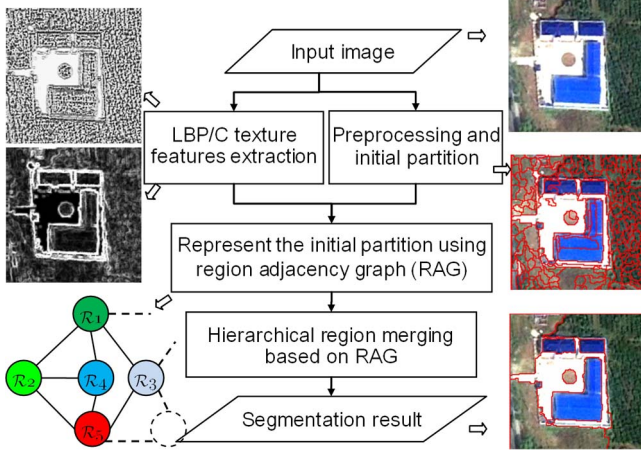 Input image
LBP/C texture
features extraction
Preprocessing and
initial partition
Represent the initial partition using
region adjacency graph (RAG)
Hierarchical region merging
based on RAG
Segmentation result
R1
R2
R4
R3
R5